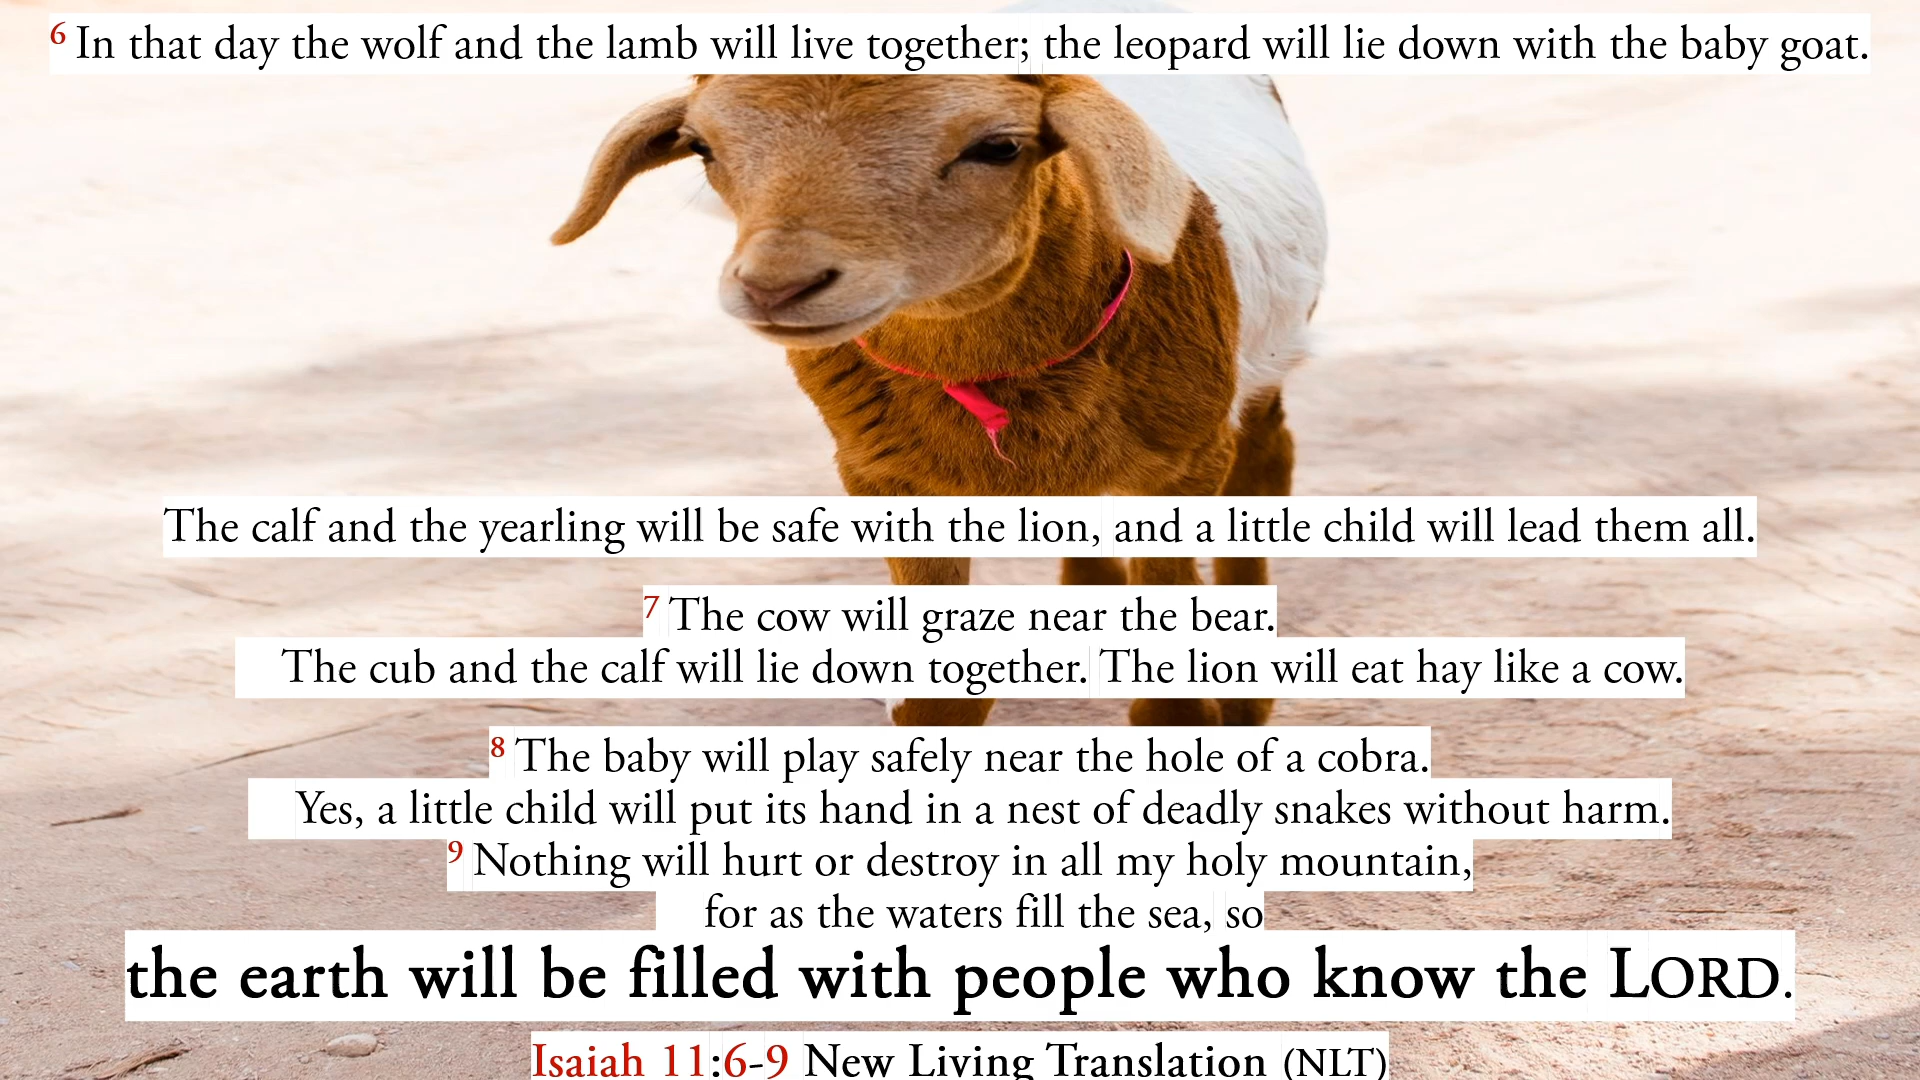 6 In that day the wolf and the lamb will live together; the leopard will lie down with the baby goat.
The calf and the yearling will be safe with the lion, and a little child will lead them all.
7 The cow will graze near the bear.
The cub and the calf will lie down together. The lion will eat hay like a cow.
8 The baby will play safely near the hole of a cobra.
Yes, a little child will put its hand in a nest of deadly snakes without harm.
9 Nothing will hurt or destroy in all my holy mountain,
for as the waters fill the sea, so
the earth will be filled with people who know the LORD.
Isaiah 11:6-9 New Living Translation (NLT)